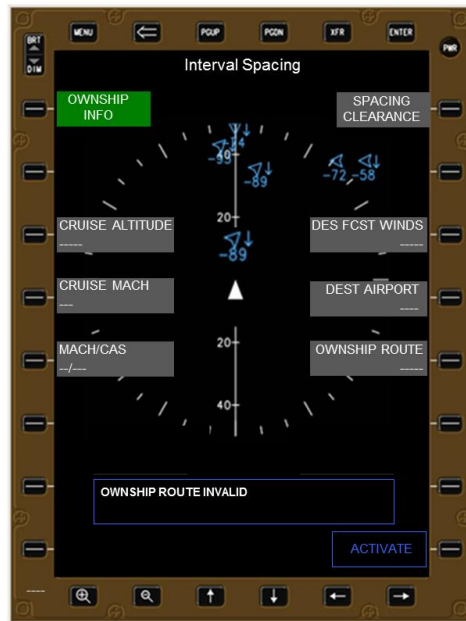 MENU PGUP PGDN XFR ENTER
BRT
DIM
PWR
Interval Spacing
OWNSHIP
INFO
SPACING
CLEARANCE
-89
-72 -58
CRUISE ALTITUDE
-----
20
DES FCST WINDS
-----
-89
CRUISE MACH
---
DEST AIRPORT
----
MACH/CAS
--/---
20
OWNSHIP ROUTE
-----
40
OWNSHIP ROUTE INVALID
ACTIVATE
----